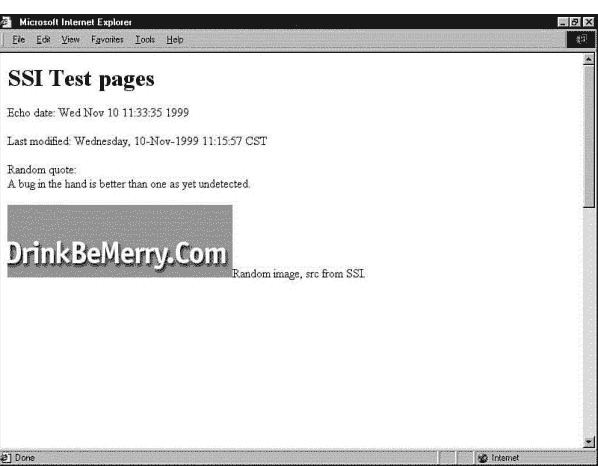 Microsoft Internet Explorer
File Edit View Favorites Tools Help
SSI Test pages
Echo date: Wed Nov 10 11:33:35 1999
Last modified: Wednesday, 10-Nov-1999 11:15:57 CST
Random quote:
A bug in the hand is better than one as yet undetected.
DrinkBeMerry.Com
Random image, src from SSI.
Done
Internet